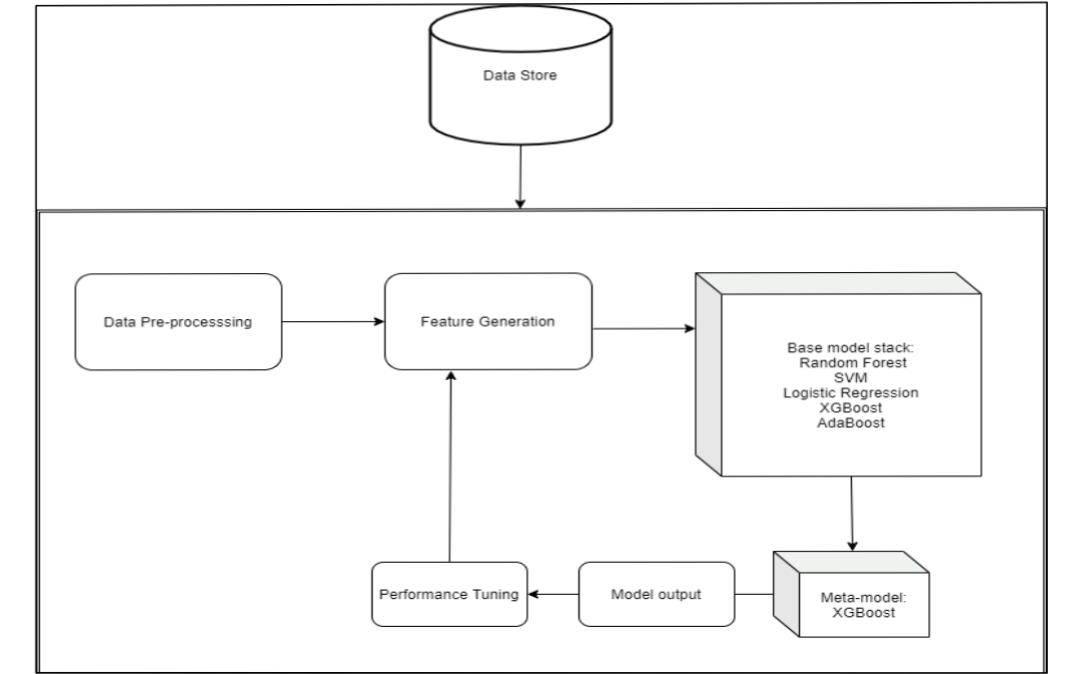 Data Store
Data Pre-processsing
Feature Generation
Base model stack:
Random Forest
SVM
Logistic Regression
XGBoost
AdaBoost
Performance Tuning
Model output
Meta-model:
XGBoost